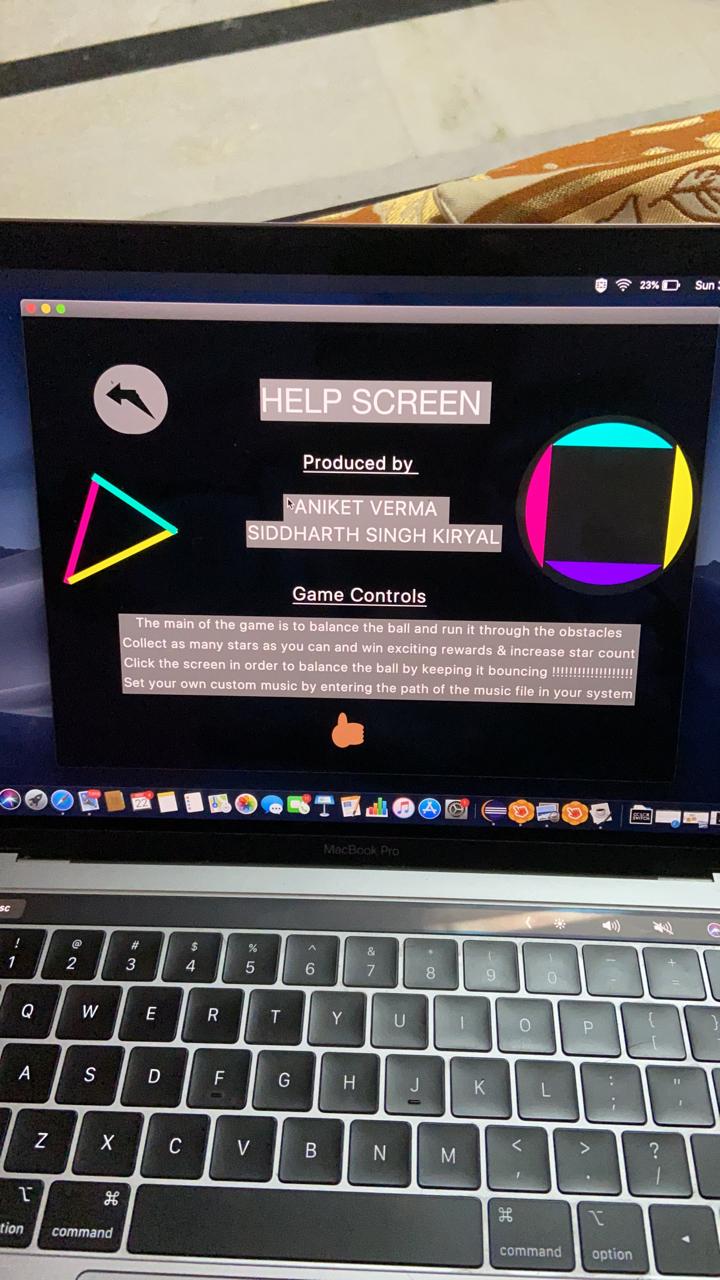 23% Sun
HELP SCREEN
Produced by
ANIKET VERMA
SIDDHARTH SINGH KIRYAL
Game Controls
The main of the game is to balance the ball and run it through the obstacles
Collect as many stars as you can and win exciting rewards & increase star count
Click the screen in order to balance the ball by keeping it bouncing !!!!!!!!!!!!!!!!!!!
Set your own custom music by entering the path of the music file in your system
22
MacBook Pro
sc
! @ # $ % ^ & * ( ) _ +
1 2 3 4 5 6 7 8 9 0 - =
Q W E R T Y U I O P { [ }
A S D F G H J K L : ; " '
Z X C V B N M < , > . ? /
tion command command option